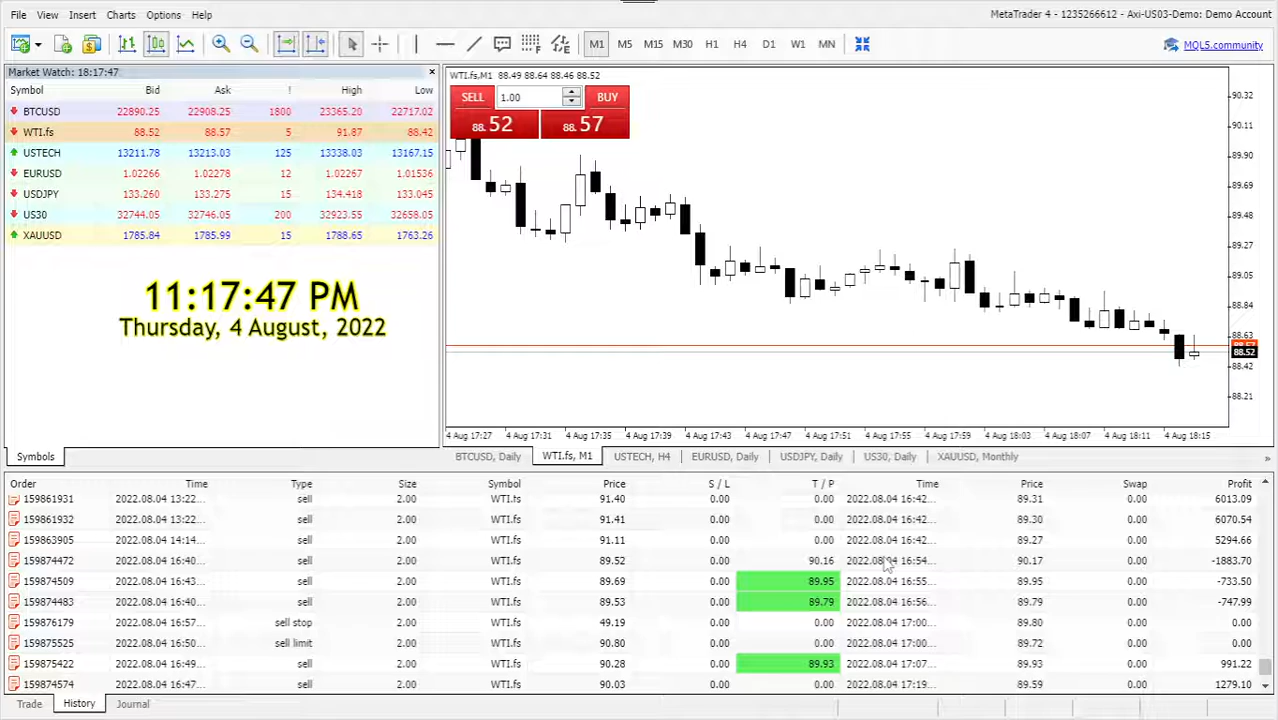 File View Insert Charts Options Help
MetaTrader 4 - 1235266612 - Axi-US03-Demo: Demo Account
M1 M5 M15 M30 H1 H4 D1 W1 MN
MQL5.community
Market Watch: 18:17:47
Symbol Bid Ask ! High Low
BTCUSD 22890.25 22908.25 1800 23365.20 22717.02
WTI.fs 88.52 88.57 5 91.87 88.42
USTECH 13211.78 13213.03 125 13338.03 13167.15
EURUSD 1.02266 1.02278 12 1.02267 1.01536
USDJPY 133.260 133.275 15 134.418 133.045
US30 32744.05 32746.05 200 32923.55 32658.05
XAUUSD 1785.84 1785.99 15 1788.65 1763.26
11:17:47 PM
Thursday, 4 August, 2022
Symbols
WTI.fs,M1 88.49 88.64 88.46 88.52
SELL 1.00 BUY
88.52 88.57
90.32
90.11
89.90
89.69
89.48
89.27
89.05
88.84
88.63
88.57
88.52
88.42
88.21
4 Aug 17:27 4 Aug 17:31 4 Aug 17:35 4 Aug 17:39 4 Aug 17:43 4 Aug 17:47 4 Aug 17:51 4 Aug 17:55 4 Aug 17:59 4 Aug 18:03 4 Aug 18:07 4 Aug 18:11 4 Aug 18:15
BTCUSD, Daily WTI.fs, M1 USTECH, H4 EURUSD, Daily USDJPY, Daily US30, Daily XAUUSD, Monthly »
Order Time Type Size Symbol Price S / L T / P Time Price Swap Profit
159861931 2022.08.04 13:22... sell 2.00 WTI.fs 91.40 0.00 0.00 2022.08.04 16:42... 89.31 0.00 6013.09
159861932 2022.08.04 13:22... sell 2.00 WTI.fs 91.41 0.00 0.00 2022.08.04 16:42... 89.30 0.00 6070.54
159863905 2022.08.04 14:14... sell 2.00 WTI.fs 91.11 0.00 0.00 2022.08.04 16:42... 89.27 0.00 5294.66
159874472 2022.08.04 16:40... sell 2.00 WTI.fs 89.52 0.00 90.16 2022.08.04 16:54... 90.17 0.00 -1883.70
159874509 2022.08.04 16:43... sell 2.00 WTI.fs 89.69 0.00 89.95 2022.08.04 16:55... 89.95 0.00 -733.50
159874483 2022.08.04 16:40... sell 2.00 WTI.fs 89.53 0.00 89.79 2022.08.04 16:56... 89.79 0.00 -747.99
159876179 2022.08.04 16:57... sell stop 2.00 WTI.fs 49.19 0.00 0.00 2022.08.04 17:00... 89.80 0.00 0.00
159875525 2022.08.04 16:50... sell limit 2.00 WTI.fs 90.80 0.00 0.00 2022.08.04 17:00... 89.72 0.00 0.00
159875422 2022.08.04 16:49... sell 2.00 WTI.fs 90.28 0.00 89.93 2022.08.04 17:07... 89.93 0.00 991.22
159874574 2022.08.04 16:47... sell 2.00 WTI.fs 90.03 0.00 0.00 2022.08.04 17:19... 89.59 0.00 1279.10
Trade History Journal